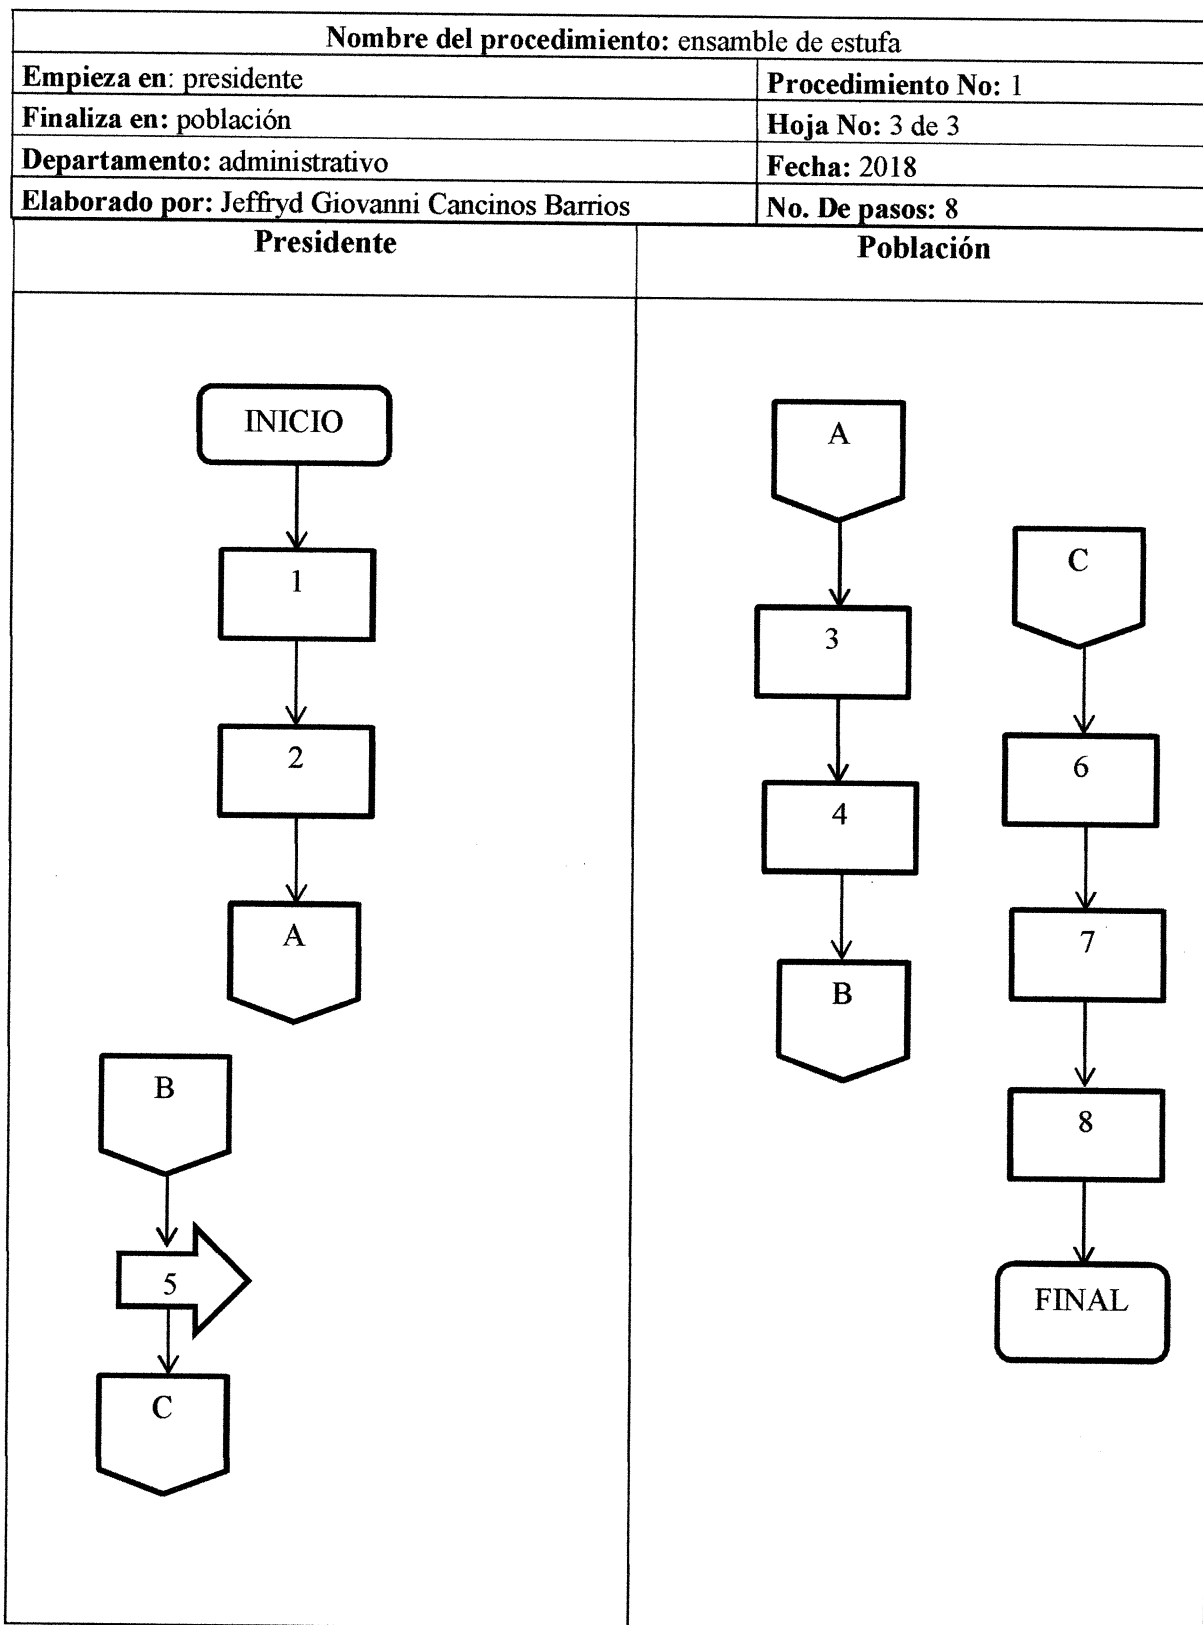 Nombre del procedimiento: ensamble de estufa
Empieza en: presidente
Procedimiento No: 1
Finaliza en: población
Hoja No: 3 de 3
Departamento: administrativo
Fecha: 2018
Elaborado por: Jeffryd Giovanni Cancinos Barrios
No. De pasos: 8
Presidente
Población
INICIO
1
2
A
B
5
C
A
3
4
B
C
6
7
8
FINAL